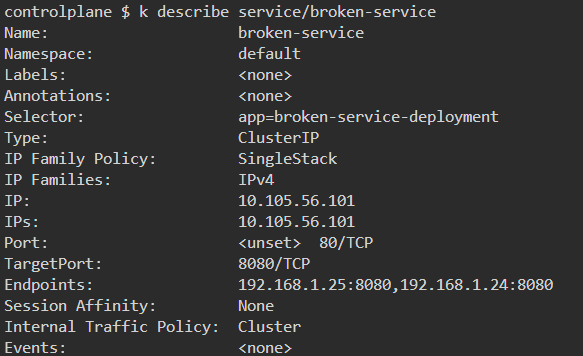 controlplane $ k describe service/broken-service
Name:                     broken-service
Namespace:                default
Labels:                   <none>
Annotations:              <none>
Selector:                 app=broken-service-deployment
Type:                     ClusterIP
IP Family Policy:         SingleStack
IP Families:              IPv4
IP:                       10.105.56.101
IPs:                      10.105.56.101
Port:                     <unset>  80/TCP
TargetPort:               8080/TCP
Endpoints:                192.168.1.25:8080,192.168.1.24:8080
Session Affinity:         None
Internal Traffic Policy:  Cluster
Events:                   <none>